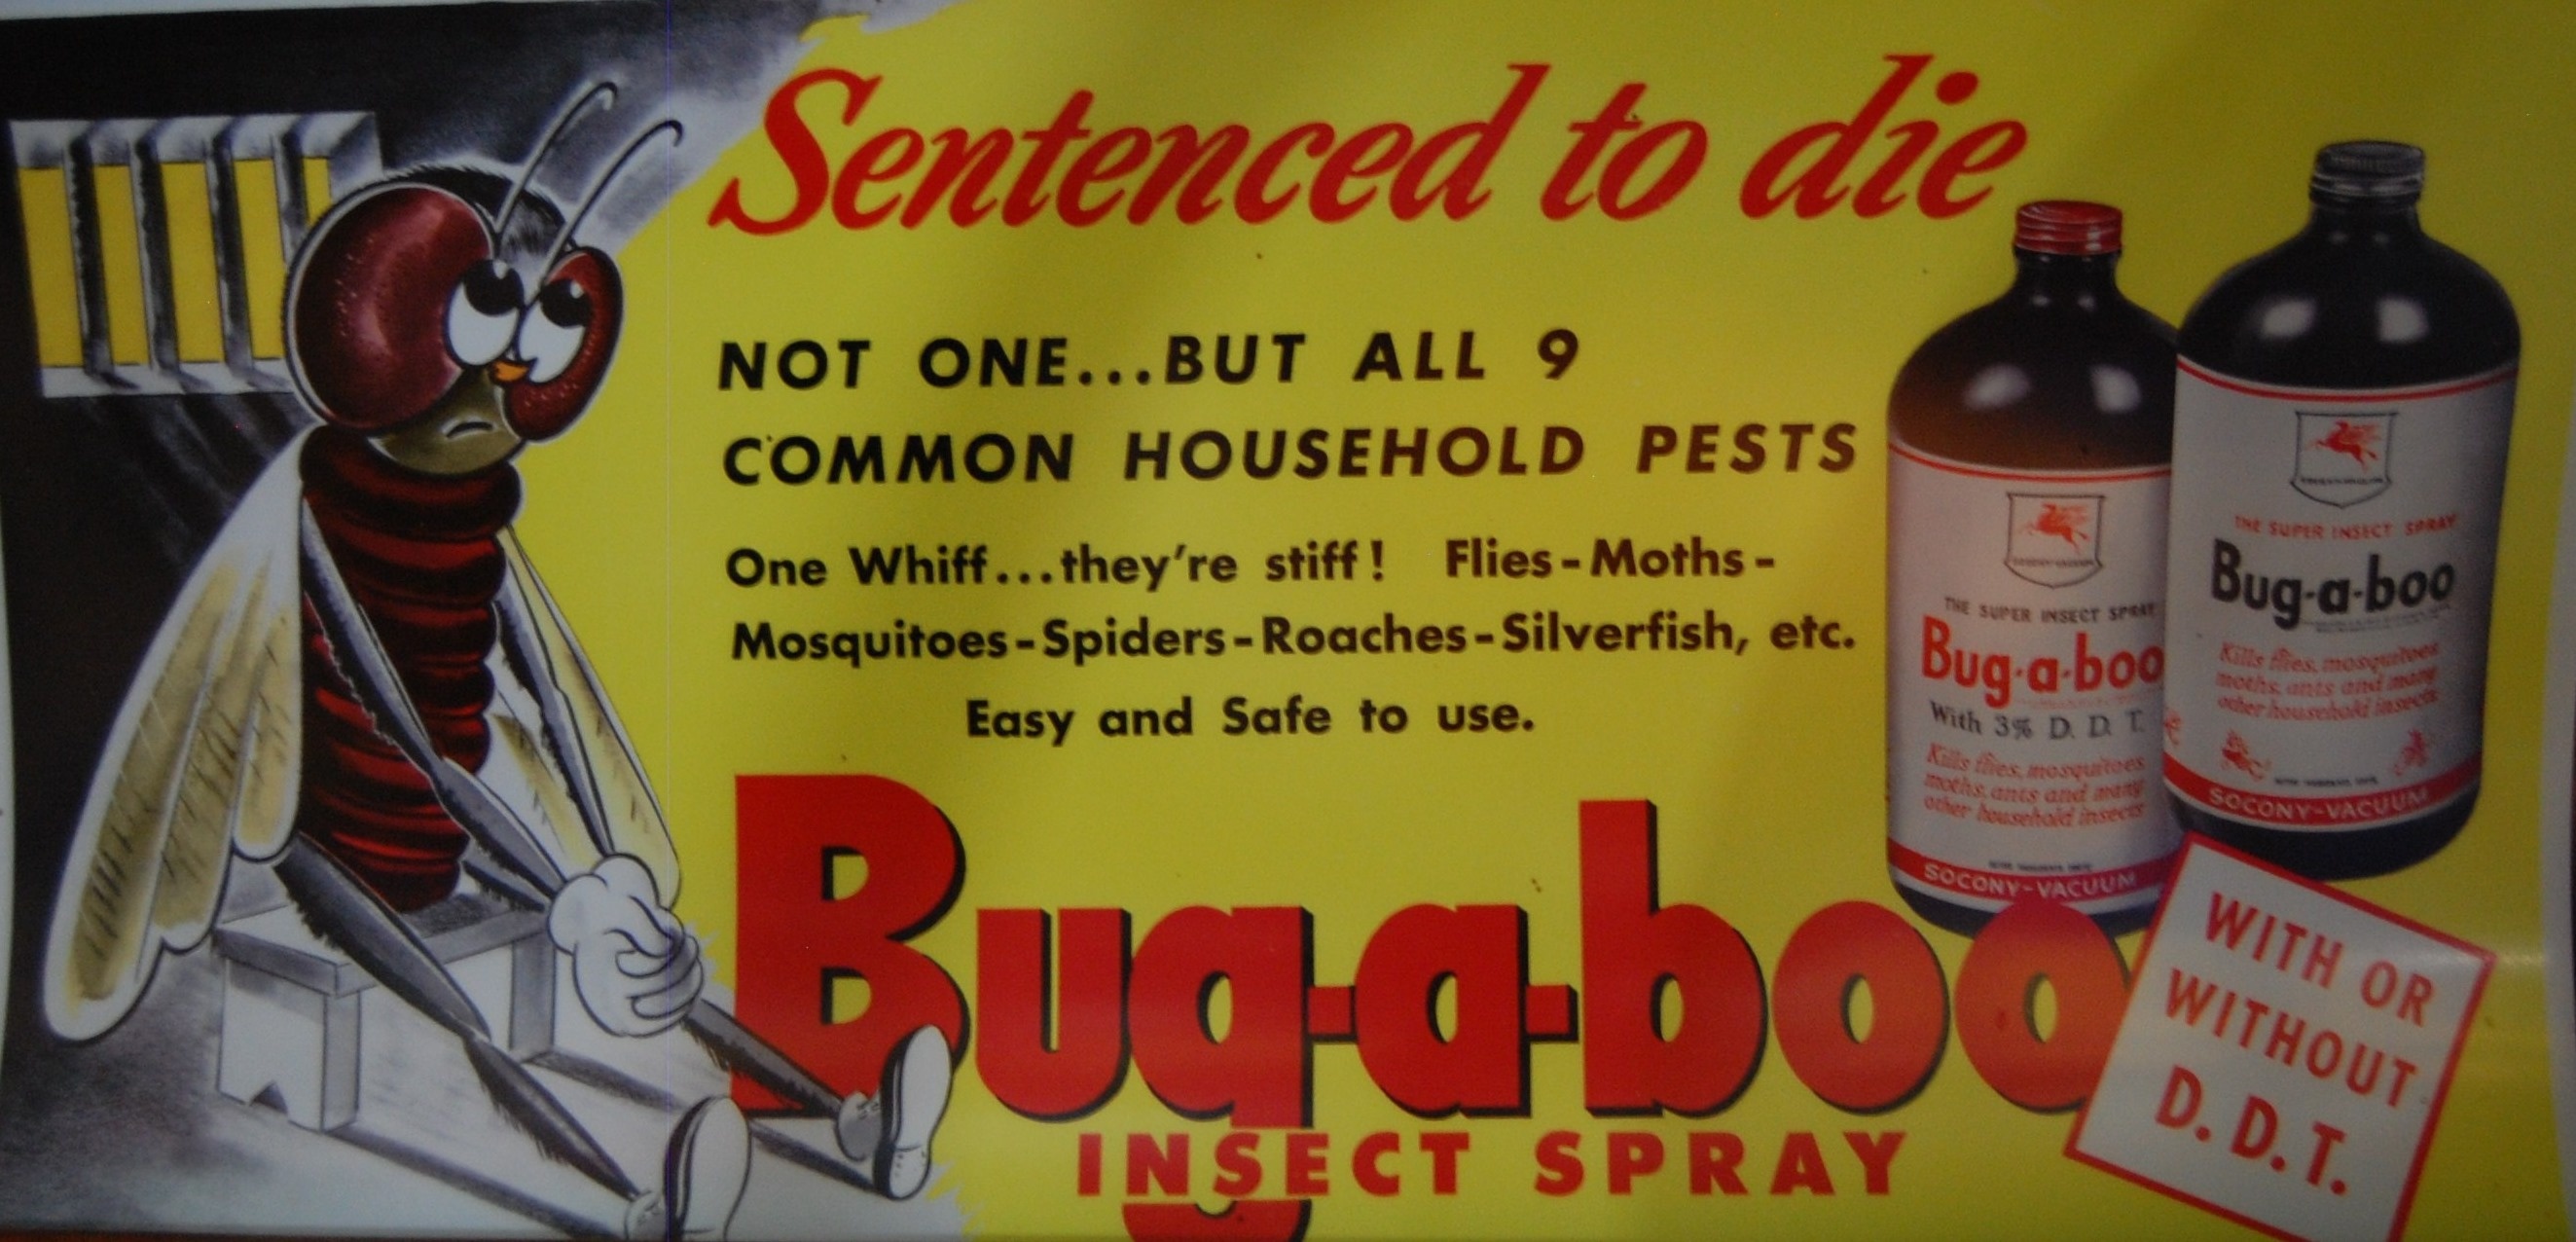 Sentenced to die
NOT ONE...BUT ALL 9
COMMON HOUSEHOLD PESTS
One Whiff...they're stiff! Flies-Moths-
Mosquitoes-Spiders-Roaches-Silverfish, etc.
Easy and Safe to use.
Bug-a-boo
INSECT SPRAY
THE SUPER INSECT SPRAY
Bug-a-boo
With 3% D. D. T.
Kills flies, mosquitoes,
moths, ants and many
other household insects
SOCONY-VACUUM
THE SUPER INSECT SPRAY
Bug-a-boo
Kills flies, mosquitoes
moths, ants and many
other household insects
SOCONY-VACUUM
WITH OR
WITHOUT
D. D. T.